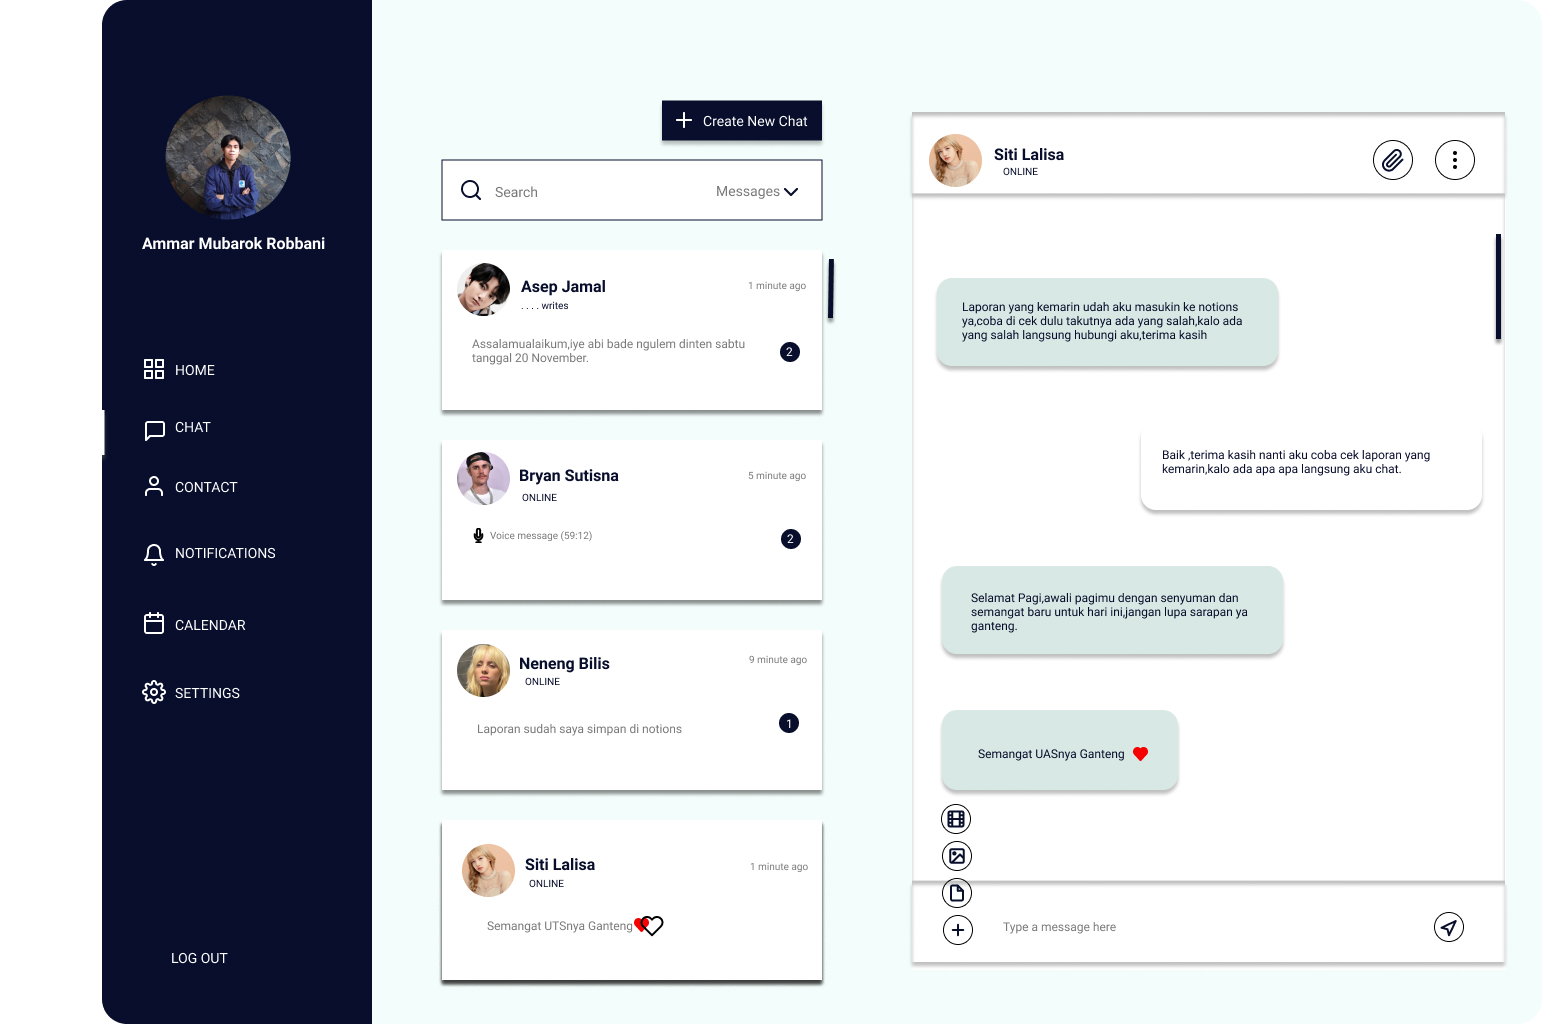 Ammar Mubarok Robbani
HOME
CHAT
CONTACT
NOTIFICATIONS
CALENDAR
SETTINGS
LOG OUT
Create New Chat
Search
Messages
Asep Jamal
1 minute ago
. . . . writes
Assalamualaikum,iye abi bade ngulem dinten sabtu
tanggal 20 November.
2
Bryan Sutisna
5 minute ago
ONLINE
Voice message (59:12)
2
Neneng Bilis
9 minute ago
ONLINE
Laporan sudah saya simpan di notions
1
Siti Lalisa
1 minute ago
ONLINE
Semangat UTSnya Ganteng
Siti Lalisa
ONLINE
Laporan yang kemarin udah aku masukin ke notions
ya,coba di cek dulu takutnya ada yang salah,kalo ada
yang salah langsung hubungi aku,terima kasih
Baik ,terima kasih nanti aku coba cek laporan yang
kemarin,kalo ada apa apa langsung aku chat.
Selamat Pagi,awali pagimu dengan senyuman dan
semangat baru untuk hari ini,jangan lupa sarapan ya
ganteng.
Semangat UASnya Ganteng
Type a message here